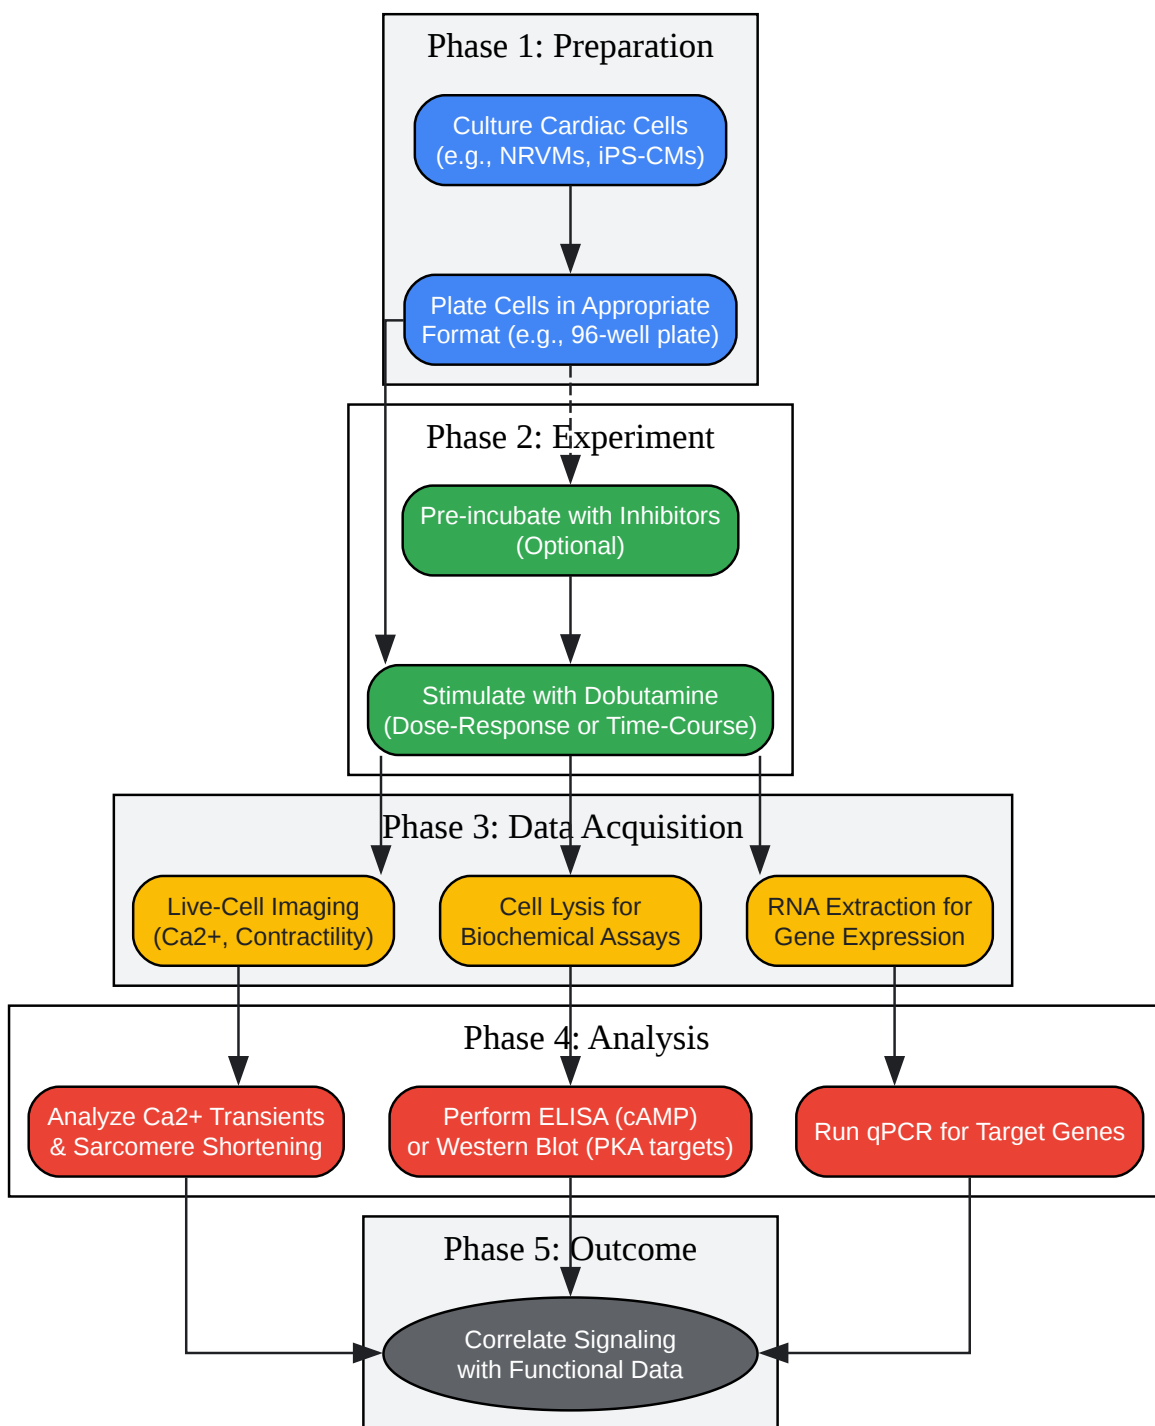 Phase 1: Preparation
Culture Cardiac Cells
(e.g., NRVMs, iPS-CMs)
Plate Cells in Appropriate
Format (e.g., 96-well plate)
Phase 2: Experiment
Pre-incubate with Inhibitors
(Optional)
Stimulate with Dobutamine
(Dose-Response or Time-Course)
Phase 3: Data Acquisition
Live-Cell Imaging
(Ca2+, Contractility)
Cell Lysis for
Biochemical Assays
RNA Extraction for
Gene Expression
Phase 4: Analysis
Analyze Ca2+ Transients
& Sarcomere Shortening
Perform ELISA (cAMP)
or Western Blot (PKA targets)
Run qPCR for Target Genes
Phase 5: Outcome
Correlate Signaling
with Functional Data